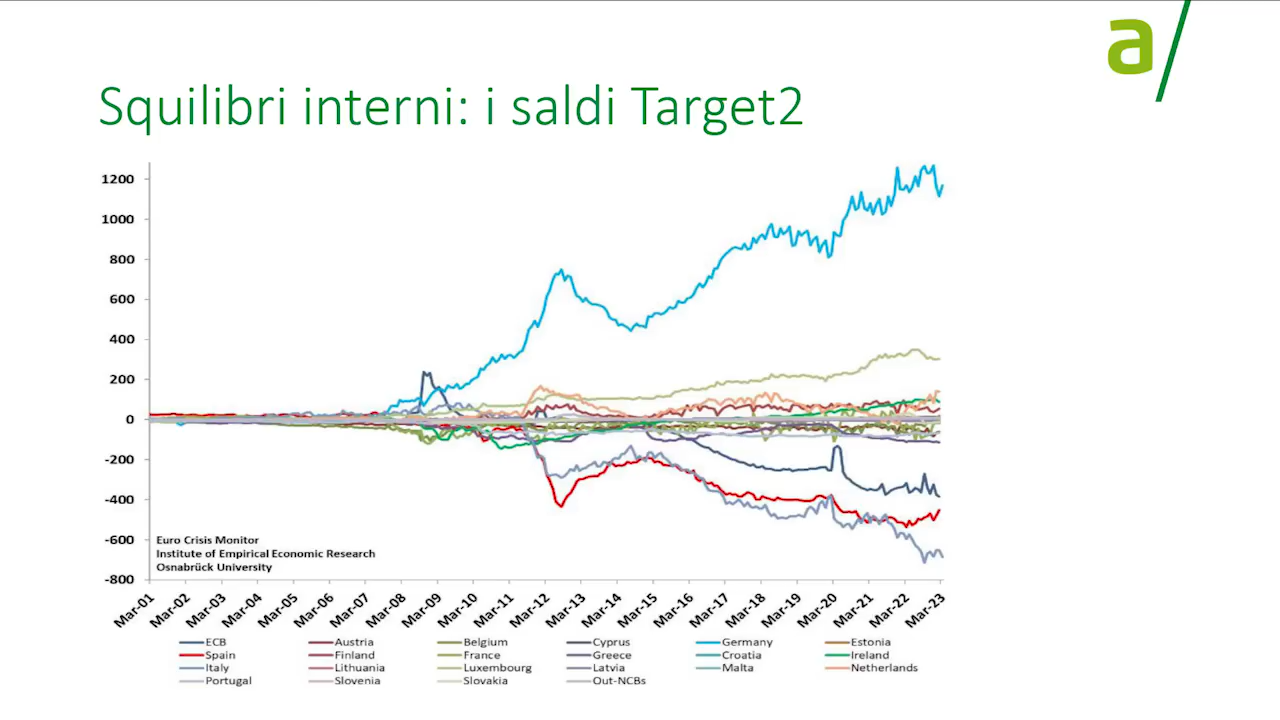 a/
Squilibri interni: i saldi Target2
1200
1000
800
600
400
200
0
-200
-400
-600
-800
Euro Crisis Monitor
Institute of Empirical Economic Research
Osnabrück University
Mar-01 Mar-02 Mar-03 Mar-04 Mar-05 Mar-06 Mar-07 Mar-08 Mar-09 Mar-10 Mar-11 Mar-12 Mar-13 Mar-14 Mar-15 Mar-16 Mar-17 Mar-18 Mar-19 Mar-20 Mar-21 Mar-22 Mar-23
ECB Austria Belgium Cyprus Germany Estonia
Spain Finland France Greece Croatia Ireland
Italy Lithuania Luxembourg Latvia Malta Netherlands
Portugal Slovenia Slovakia Out-NCBs